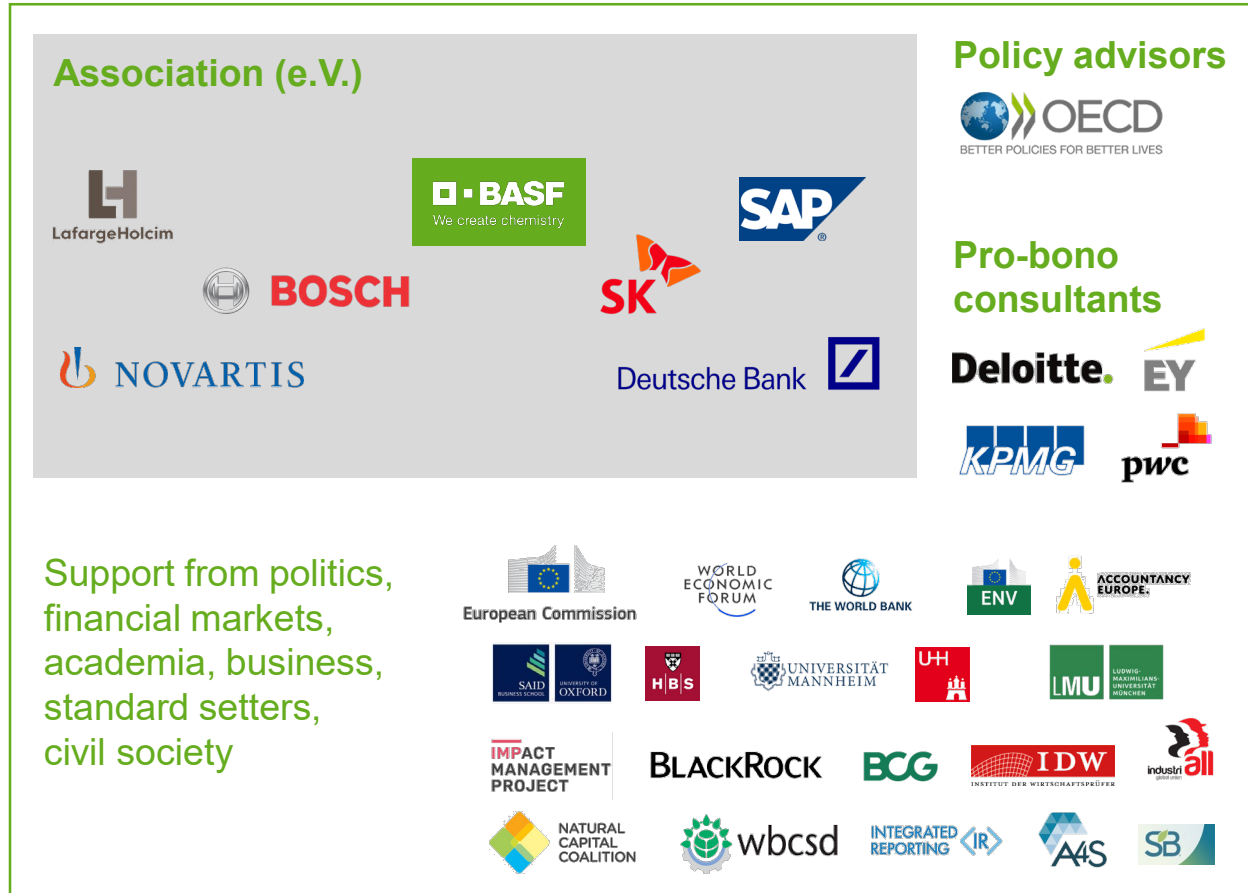 Association (e.V.)
LafargeHolcim
BASF
We create chemistry
SAP
®
BOSCH
SK
NOVARTIS
Deutsche Bank
Policy advisors
OECD
BETTER POLICIES FOR BETTER LIVES
Pro-bono
consultants
Deloitte.
EY
KPMG
pwc
Support from politics,
financial markets,
academia, business,
standard setters,
civil society
European Commission
WORLD
ECONOMIC
FORUM
THE WORLD BANK
ENV
ACCOUNTANCY
EUROPE.
SAID
BUSINESS SCHOOL
UNIVERSITY OF
OXFORD
HBS
UNIVERSITÄT
MANNHEIM
UHH
LMU
LUDWIG-
MAXIMILIANS-
UNIVERSITÄT
MÜNCHEN
IMPACT
MANAGEMENT
PROJECT
BLACKROCK
BCG
IDW
INSTITUT DER WIRTSCHAFTSPRÜFER
industriall
global union
NATURAL
CAPITAL
COALITION
wbcsd
INTEGRATED
REPORTING <IR>
A4S
SB